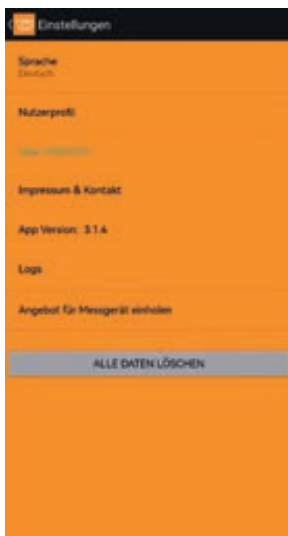 Einstellungen
Sprache
Deutsch
Nutzerprofil
Impressum & Kontakt
App Version: 3.1.4
Logs
Angebot für Messgerät einholen
ALLE DATEN LÖSCHEN